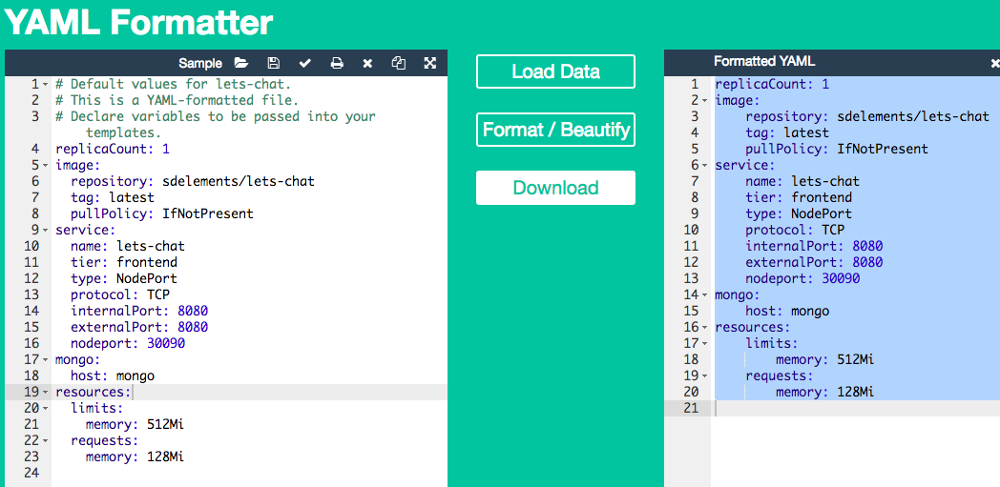 YAML Formatter
Sample
1 # Default values for lets-chat.
2 # This is a YAML-formatted file.
3 # Declare variables to be passed into your
templates.
4 replicaCount: 1
5 image:
6 repository: sdelements/lets-chat
7 tag: latest
8 pullPolicy: IfNotPresent
9 service:
10 name: lets-chat
11 tier: frontend
12 type: NodePort
13 protocol: TCP
14 internalPort: 8080
15 externalPort: 8080
16 nodeport: 30090
17 mongo:
18 host: mongo
19 resources:
20 limits:
21 memory: 512Mi
22 requests:
23 memory: 128Mi
24
Load Data
Format / Beautify
Download
Formatted YAML
1 replicaCount: 1
2 image:
3 repository: sdelements/lets-chat
4 tag: latest
5 pullPolicy: IfNotPresent
6 service:
7 name: lets-chat
8 tier: frontend
9 type: NodePort
10 protocol: TCP
11 internalPort: 8080
12 externalPort: 8080
13 nodeport: 30090
14 mongo:
15 host: mongo
16 resources:
17 limits:
18 memory: 512Mi
19 requests:
20 memory: 128Mi
21